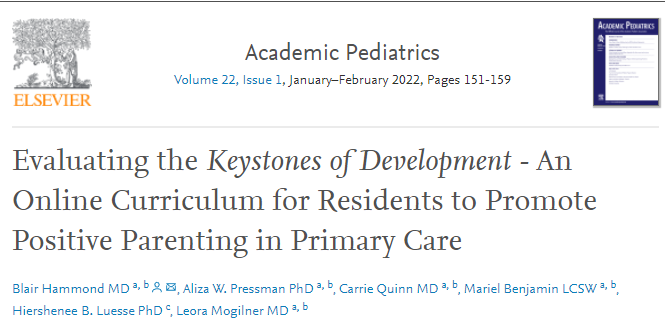 ELSEVIER
Academic Pediatrics
Volume 22, Issue 1, January–February 2022, Pages 151-159
ACADEMIC PEDIATRICS
Evaluating the Keystones of Development - An
Online Curriculum for Residents to Promote
Positive Parenting in Primary Care
Blair Hammond MD a, b, Aliza W. Pressman PhD a, b, Carrie Quinn MD a, b, Mariel Benjamin LCSW a, b,
Hiershenee B. Luesse PhD c, Leora Mogilner MD a, b